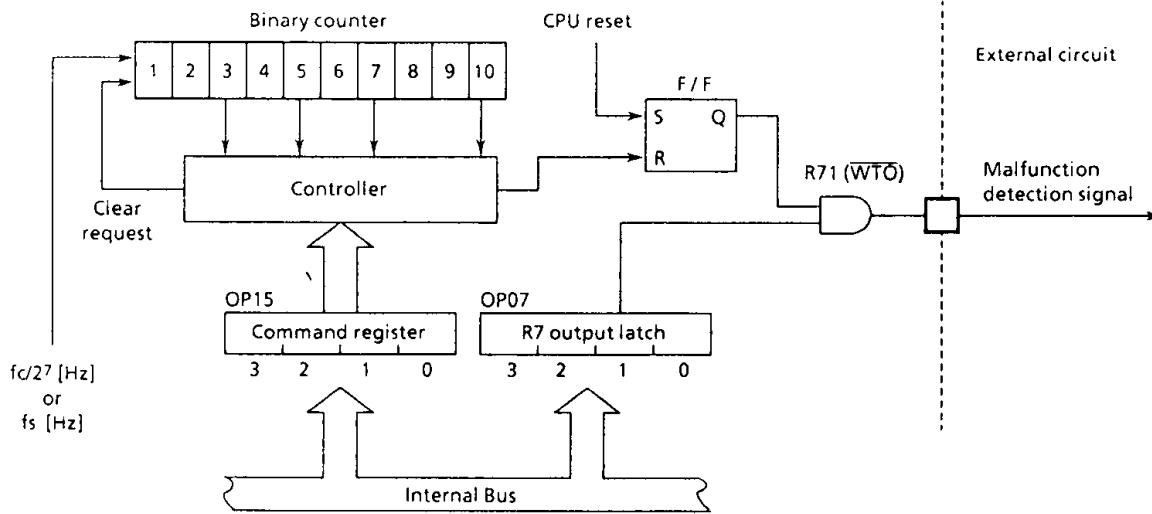 Binary counter
CPU reset
External circuit
1 2 3 4 5 6 7 8 9 10
F / F
S Q
R
R71 (W̅T̅O̅)
Malfunction
detection signal
Controller
Clear
request
OP15
OP07
Command register
R7 output latch
3 2 1 0
3 2 1 0
fc/2⁷ [Hz]
or
fs [Hz]
Internal Bus